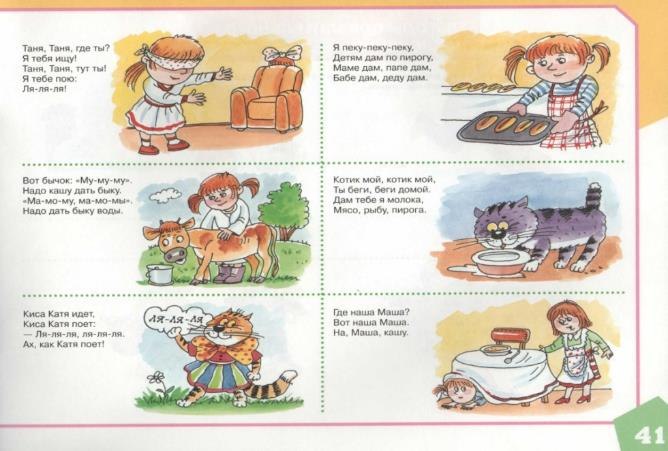 Таня, Таня, где ты?
Я тебя ищу!
Таня, Таня, тут ты!
Я тебе пою:
Ля-ля-ля!
Я пеку-пеку-пеку,
Детям дам по пирогу,
Маме дам, папе дам,
Бабе дам, деду дам.
Вот бычок: «Му-му-му».
Надо кашу дать быку.
«Ма-мо-му, ма-мо-мы».
Надо дать быку воды.
Котик мой, котик мой,
Ты беги, беги домой.
Дам тебе я молока,
Мясо, рыбу, пирога.
Киса Катя идет,
Киса Катя поет:
— Ля-ля-ля, ля-ля-ля.
Ах, как Катя поет!
ЛЯ-ЛЯ-ЛЯ
Где наша Маша?
Вот наша Маша.
На, Маша, кашу.
41